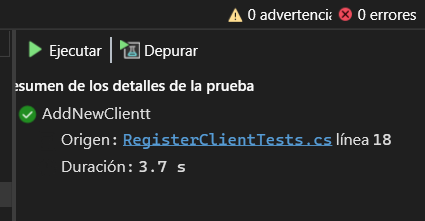 0 advertencia 0 errores
Ejecutar Depurar
esumen de los detalles de la prueba
AddNewClientt
Origen: RegisterClientTests.cs línea 18
Duración: 3.7 s